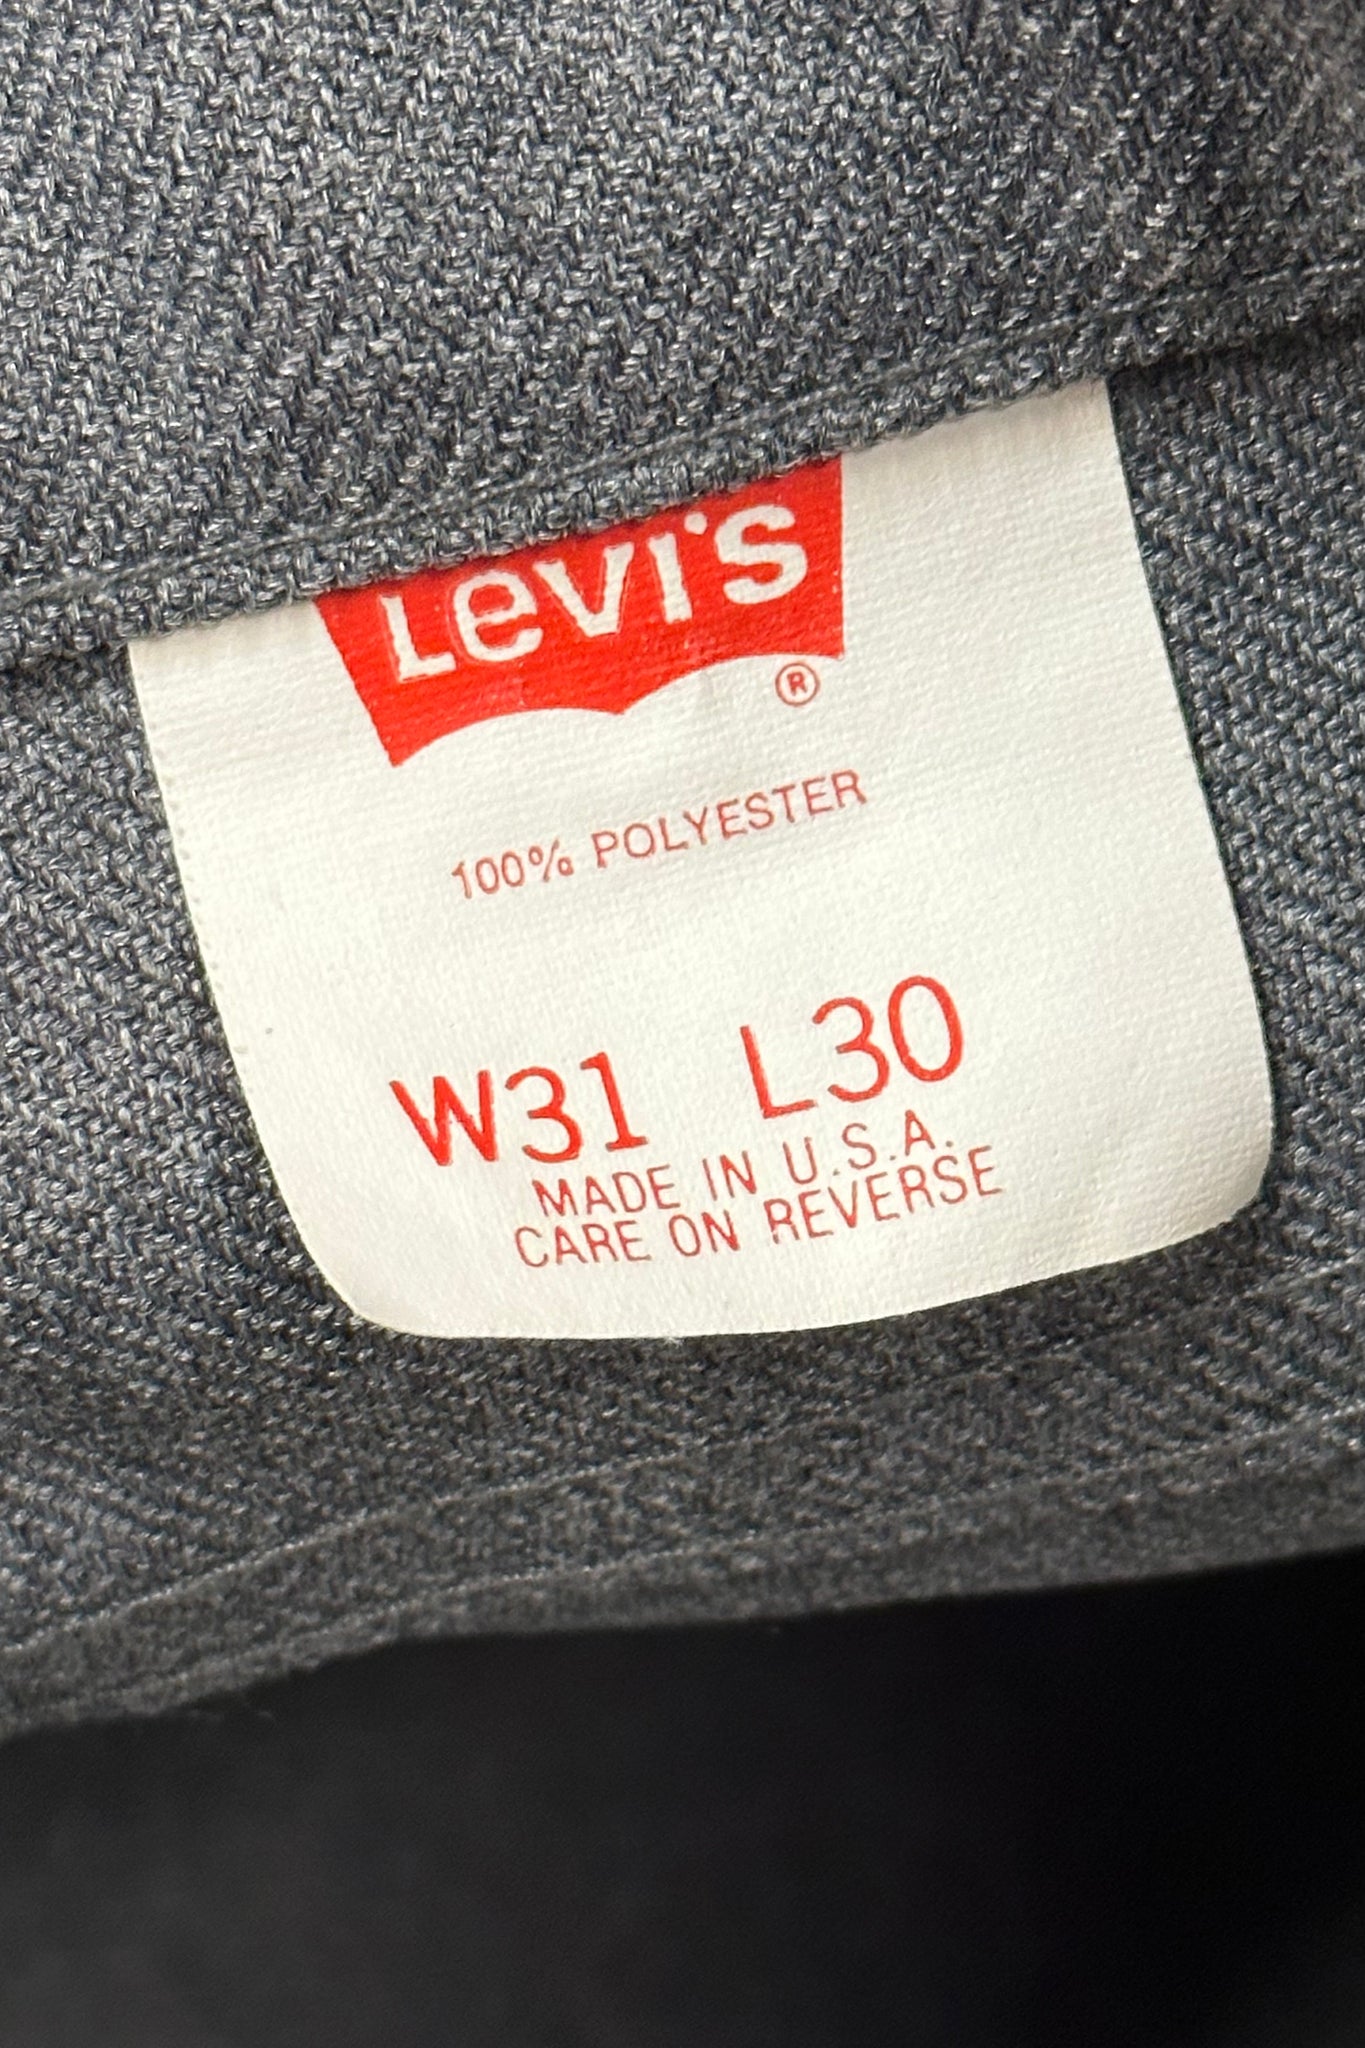 Levi's
®
100% POLYESTER
W31 L30
MADE IN U.S.A.
CARE ON REVERSE